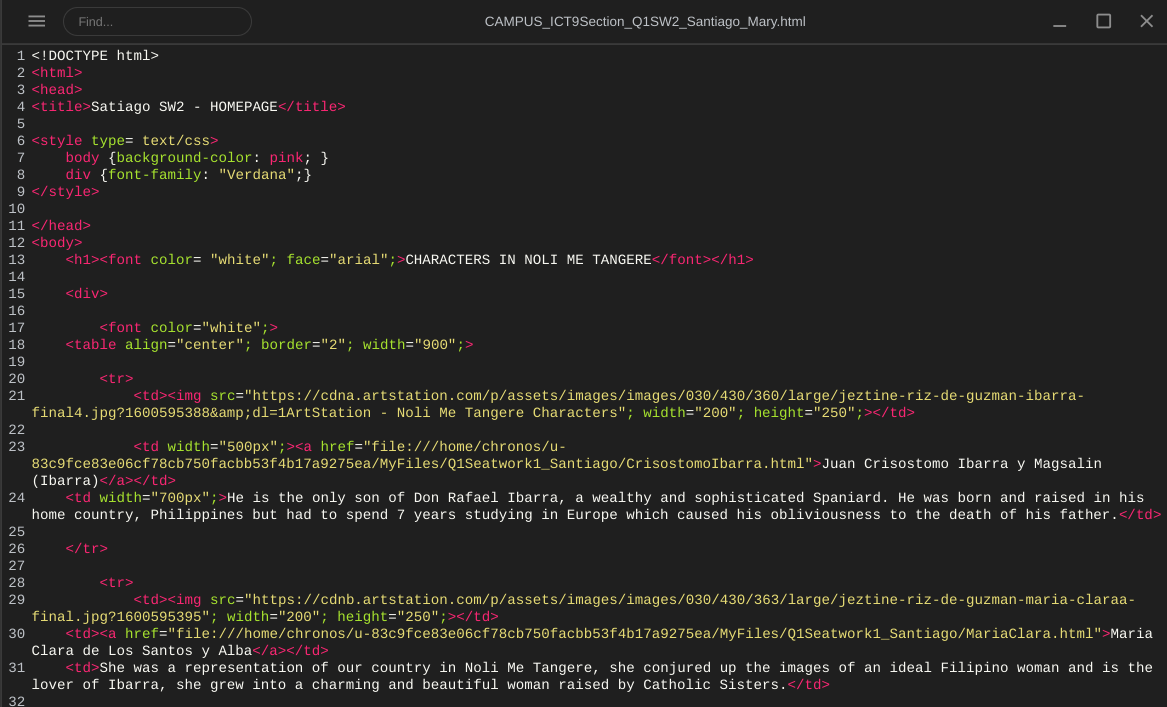 Find...
CAMPUS_ICT9Section_Q1SW2_Santiago_Mary.html
1 <!DOCTYPE html>
2 <html>
3 <head>
4 <title>Satiago SW2 - HOMEPAGE</title>
5
6 <style type= text/css>
7 body {background-color: pink; }
8 div {font-family: "Verdana";}
9 </style>
10
11 </head>
12 <body>
13 <h1><font color= "white"; face="arial";>CHARACTERS IN NOLI ME TANGERE</font></h1>
14
15 <div>
16
17 <font color="white";>
18 <table align="center"; border="2"; width="900";>
19
20 <tr>
21 <td><img src="https://cdna.artstation.com/p/assets/images/images/030/430/360/large/jeztine-riz-de-guzman-ibarra-
final4.jpg?1600595388&amp;dl=1ArtStation - Noli Me Tangere Characters"; width="200"; height="250";></td>
22
23 <td width="500px";><a href="file:///home/chronos/u-
83c9fce83e06cf78cb750facbb53f4b17a9275ea/MyFiles/Q1Seatwork1_Santiago/CrisostomoIbarra.html">Juan Crisostomo Ibarra y Magsalin
(Ibarra)</a></td>
24 <td width="700px";>He is the only son of Don Rafael Ibarra, a wealthy and sophisticated Spaniard. He was born and raised in his
home country, Philippines but had to spend 7 years studying in Europe which caused his obliviousness to the death of his father.</td>
25
26 </tr>
27
28 <tr>
29 <td><img src="https://cdnb.artstation.com/p/assets/images/images/030/430/363/large/jeztine-riz-de-guzman-maria-claraa-
final.jpg?1600595395"; width="200"; height="250";></td>
30 <td><a href="file:///home/chronos/u-83c9fce83e06cf78cb750facbb53f4b17a9275ea/MyFiles/Q1Seatwork1_Santiago/MariaClara.html">Maria
Clara de Los Santos y Alba</a></td>
31 <td>She was a representation of our country in Noli Me Tangere, she conjured up the images of an ideal Filipino woman and is the
lover of Ibarra, she grew into a charming and beautiful woman raised by Catholic Sisters.</td>
32